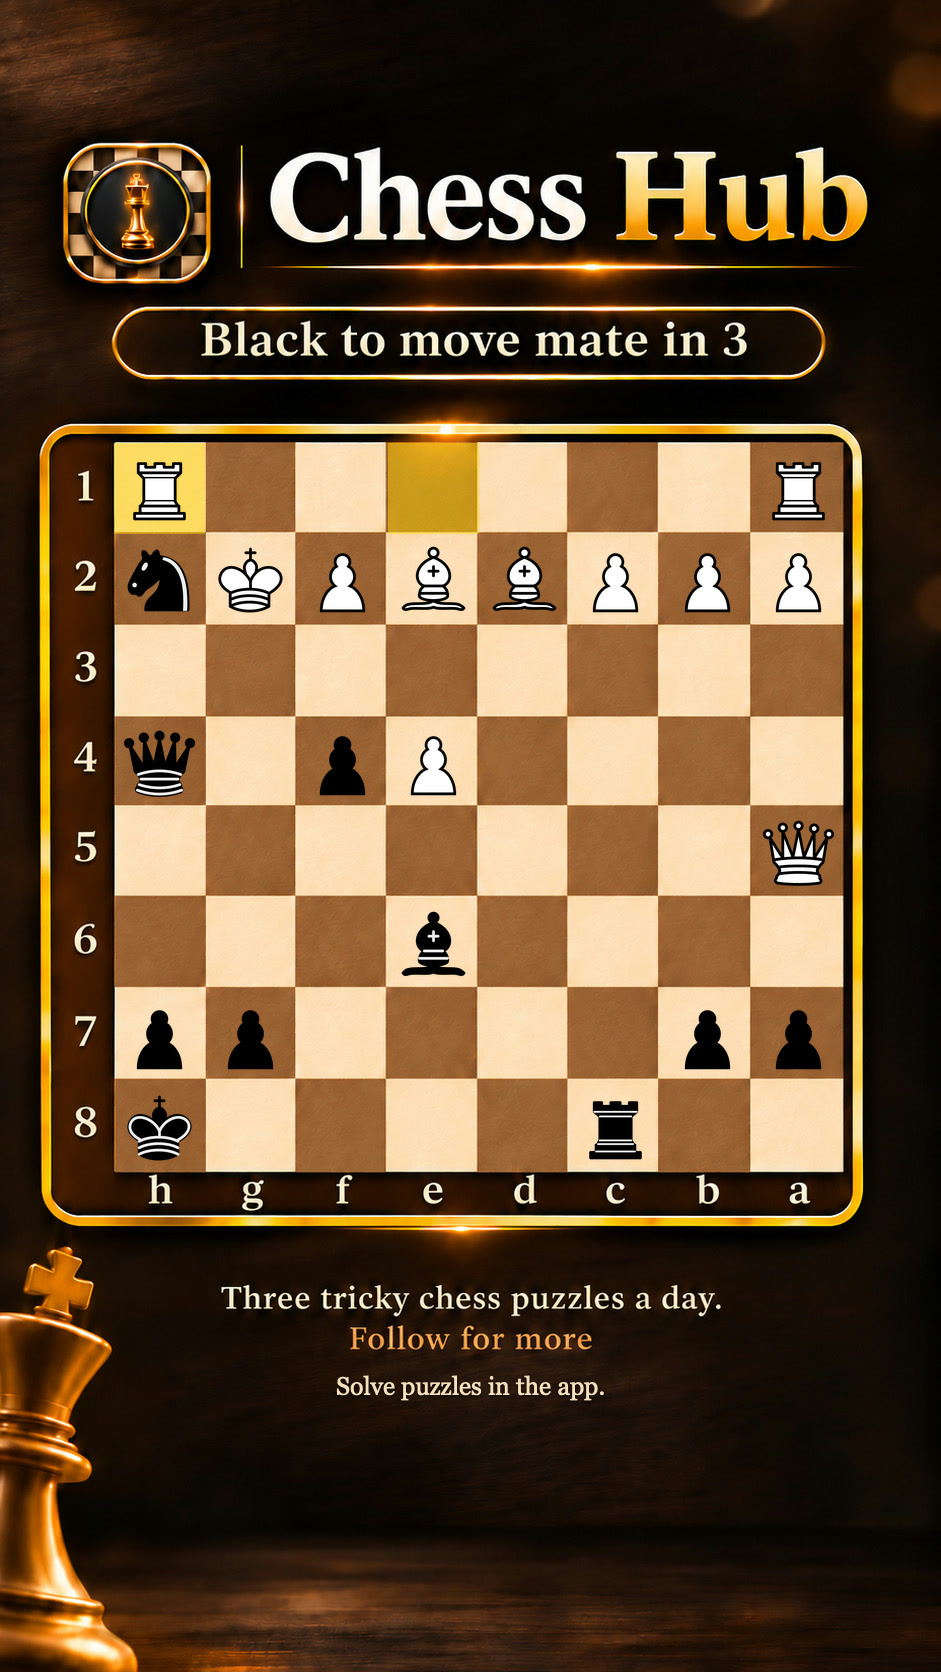 Chess Hub
Black to move mate in 3
1
2
3
4
5
6
7
8
h g f e d c b a
Three tricky chess puzzles a day.
Follow for more
Solve puzzles in the app.